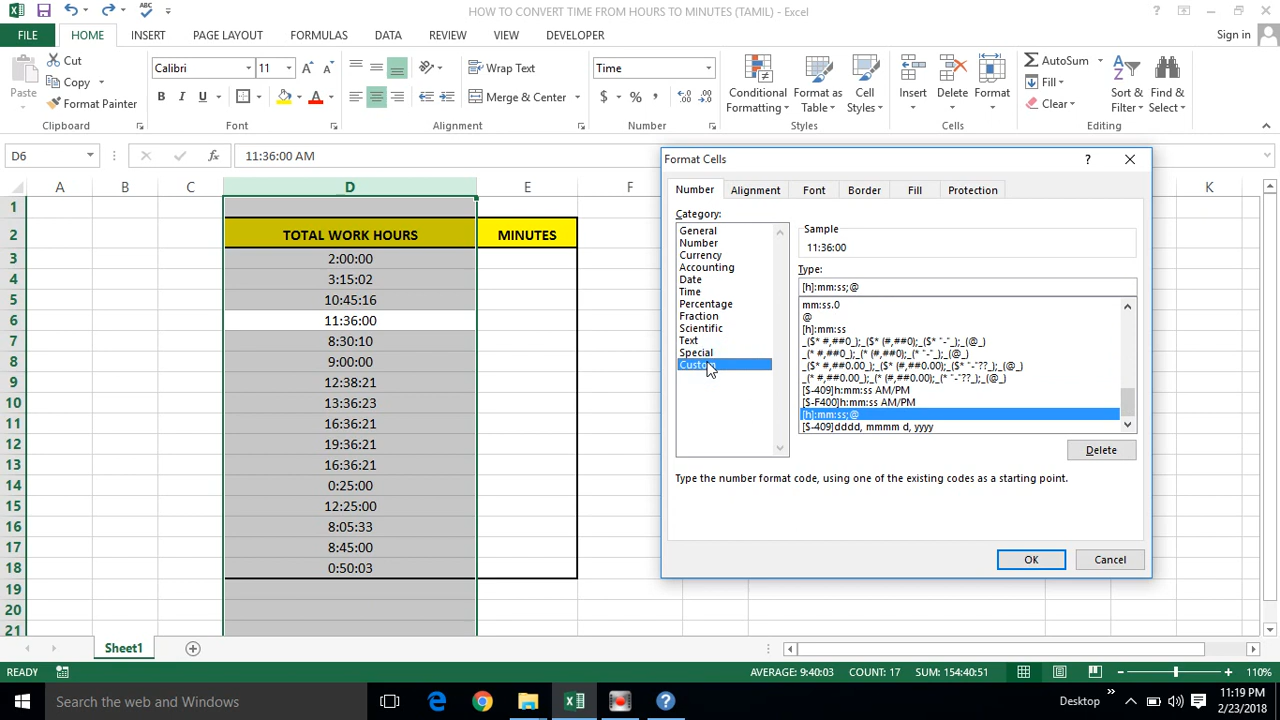 HOW TO CONVERT TIME FROM HOURS TO MINUTES (TAMIL) - Excel
FILE HOME INSERT PAGE LAYOUT FORMULAS DATA REVIEW VIEW DEVELOPER Sign in
Paste Cut Copy Format Painter
Calibri 11 Wrap Text Merge & Center
Time
Conditional Formatting Format as Table Cell Styles
Insert Delete Format
AutoSum Fill Clear Sort & Filter Find & Select
Clipboard Font Alignment Number Styles Cells Editing
D6 11:36:00 AM
A B C D E F K
1
2 TOTAL WORK HOURS MINUTES
3 2:00:00
4 3:15:02
5 10:45:16
6 11:36:00
7 8:30:10
8 9:00:00
9 12:38:21
10 13:36:23
11 16:36:21
12 19:36:21
13 16:36:21
14 0:25:00
15 12:25:00
16 8:05:33
17 8:45:00
18 0:50:03
19
20
21
Format Cells
Number Alignment Font Border Fill Protection
Category:
General
Number
Currency
Accounting
Date
Time
Percentage
Fraction
Scientific
Text
Special
Custom
Sample
11:36:00
Type:
[h]:mm:ss;@
mm:ss.0
@
[h]:mm:ss
_($* #,##0_);_($* (#,##0);_($* "-"_);_(@_)
_(* #,##0_);_(* (#,##0);_(* "-"_);_(@_)
_($* #,##0.00_);_($* (#,##0.00);_($* "-"??_);_(@_)
_(* #,##0.00_);_(* (#,##0.00);_(* "-"??_);_(@_)
[$-409]h:mm:ss AM/PM
[$-F400]h:mm:ss AM/PM
[h]:mm:ss;@
[$-409]dddd, mmmm d, yyyy
Delete
Type the number format code, using one of the existing codes as a starting point.
OK Cancel
Sheet1
READY AVERAGE: 9:40:03 COUNT: 17 SUM: 154:40:51 110%
Search the web and Windows Desktop 11:19 PM
2/23/2018